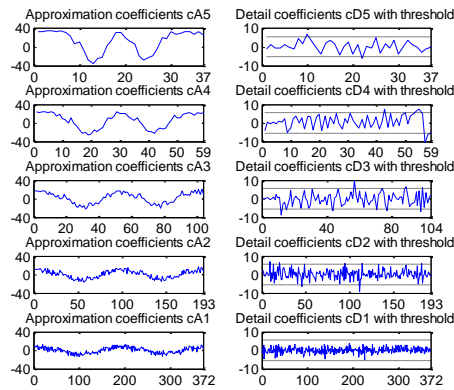 Approximation coefficients cA5
Detail coefficients cD5 with threshold
40
0
-40
0 10 20 30 37
10
0
-10
0 10 20 30 37
Approximation coefficients cA4
Detail coefficients cD4 with threshold
40
0
-40
0 10 20 30 40 50 59
10
0
-10
0 10 20 30 40 50 59
Approximation coefficients cA3
Detail coefficients cD3 with threshold
40
0
-40
0 20 40 60 80 100
10
0
-10
0 40 80 104
Approximation coefficients cA2
Detail coefficients cD2 with threshold
40
0
-40
50 100 150 193
10
0
-10
50 100 150 193
Approximation coefficients cA1
Detail coefficients cD1 with threshold
40
0
-40
100 200 300 372
10
0
-10
100 200 300 372